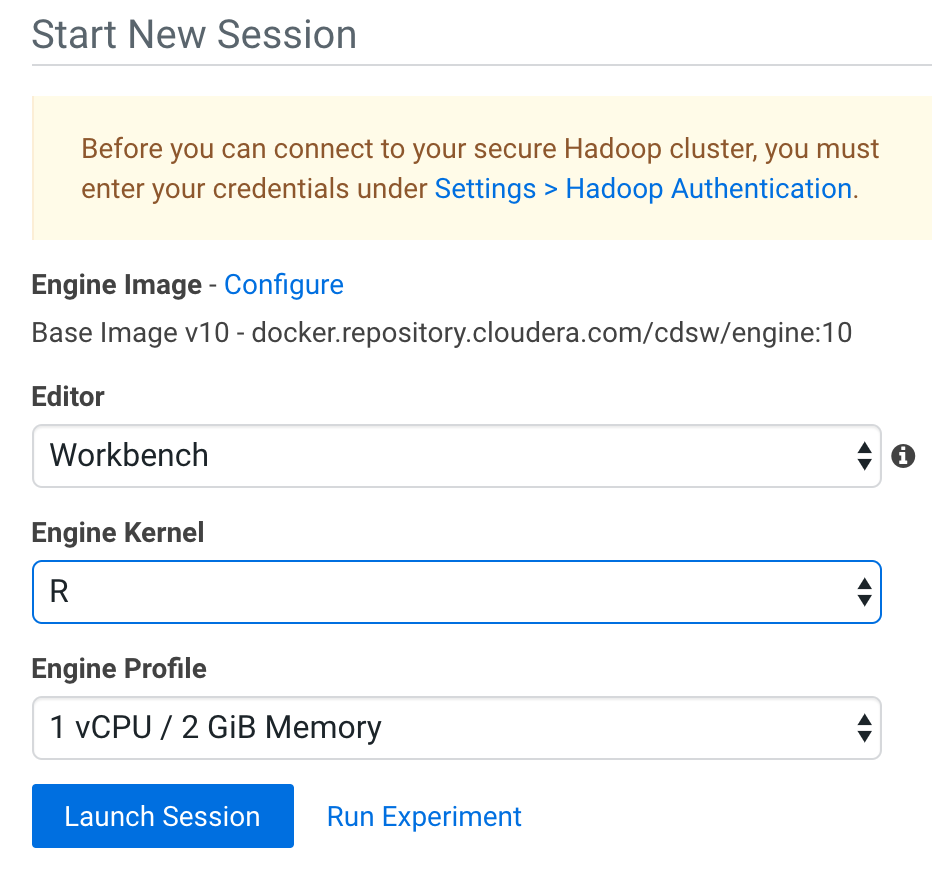 Start New Session
Before you can connect to your secure Hadoop cluster, you must
enter your credentials under Settings > Hadoop Authentication.
Engine Image - Configure
Base Image v10 - docker.repository.cloudera.com/cdsw/engine:10
Editor
Workbench
Engine Kernel
R
Engine Profile
1 vCPU / 2 GiB Memory
Launch Session Run Experiment